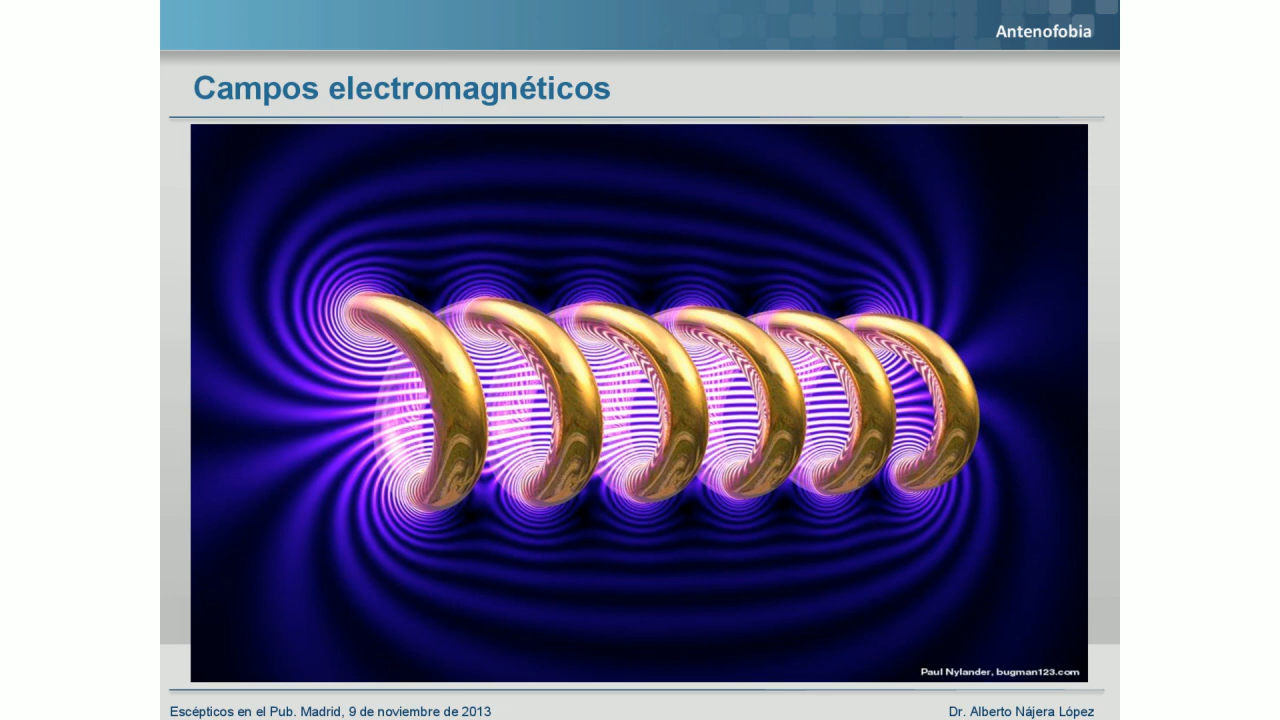 Antenofobia
Campos electromagnéticos
Paul Nylander, bugman123.com
Escépticos en el Pub. Madrid, 9 de noviembre de 2013
Dr. Alberto Nájera López